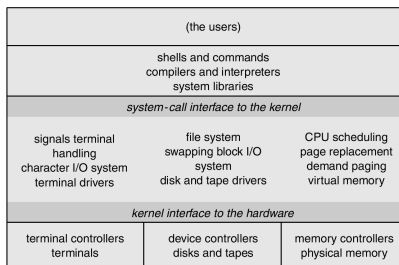 (the users)
shells and commands
compilers and interpreters
system libraries
system-call interface to the kernel
signals terminal
handling
character I/O system
terminal drivers
file system
swapping block I/O
system
disk and tape drivers
CPU scheduling
page replacement
demand paging
virtual memory
kernel interface to the hardware
terminal controllers
terminals
device controllers
disks and tapes
memory controllers
physical memory